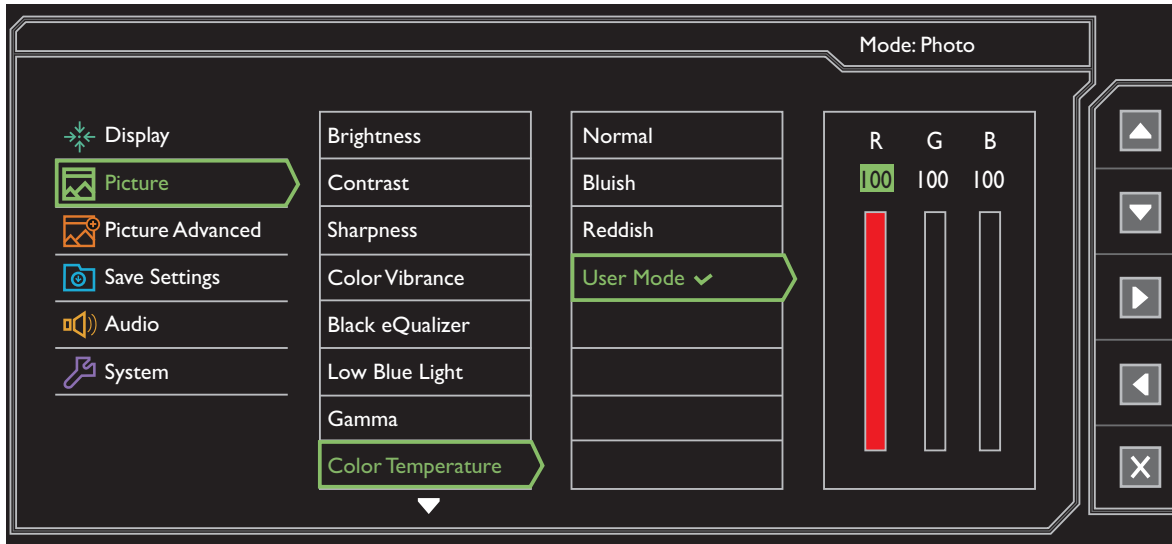 Mode: Photo
Display
Picture
Picture Advanced
Save Settings
Audio
System
Brightness
Contrast
Sharpness
Color Vibrance
Black eQualizer
Low Blue Light
Gamma
Color Temperature
Normal
Bluish
Reddish
User Mode
R G B
100 100 100